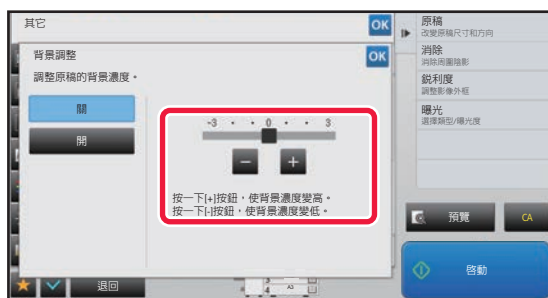 其它
OK
背景調整
OK
調整原稿的背景濃度。
關
開
-3 · · 0 · · 3
− +
按一下[+]按鈕，使背景濃度變高。
按一下[-]按鈕，使背景濃度變低。
退回
3
4 A3
原稿
改變原稿尺寸和方向
消除
消除周圍陰影
銳利度
調整影像外框
曝光
選擇類型/曝光度
預覽
CA
啓動